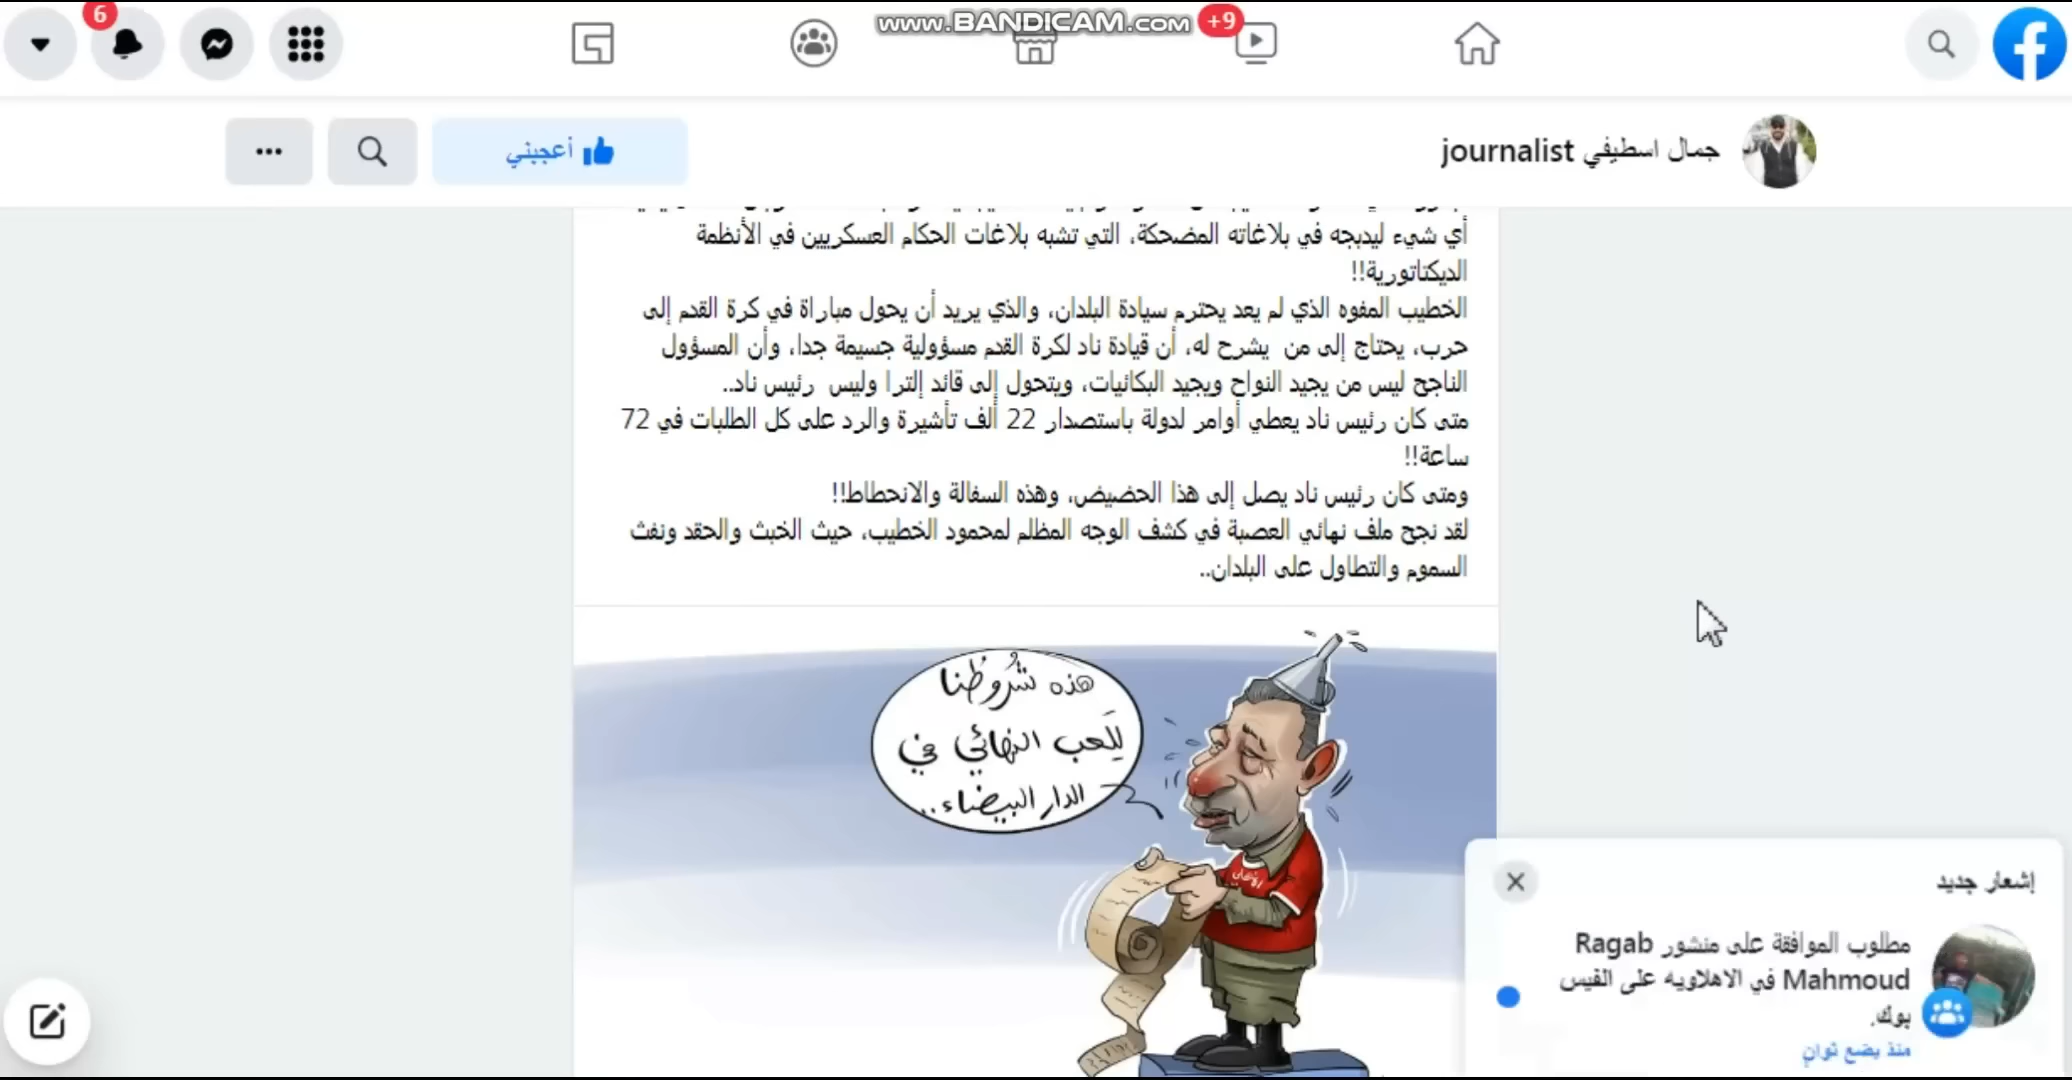 6
www.BANDICAM.com
+9
جمال اسطيفي journalist
أعجبني
أي شيء ليدبجه في بلاغاته المضحكة، التي تشبه بلاغات الحكام العسكريين في الأنظمة
الديكتاتورية!!
الخطيب المفوه الذي لم يعد يحترم سيادة البلدان، والذي يريد أن يحول مباراة في كرة القدم إلى
حرب، يحتاج إلى من يشرح له، أن قيادة ناد لكرة القدم مسؤولية جسيمة جدا، وأن المسؤول
الناجح ليس من يجيد النواح ويجيد البكائيات، ويتحول إلى قائد إلترا وليس رئيس ناد..
متى كان رئيس ناد يعطي أوامر لدولة باستصدار 22 ألف تأشيرة والرد على كل الطلبات في 72
ساعة!!
ومتى كان رئيس ناد يصل إلى هذا الحضيض، وهذه السفالة والانحطاط!!
لقد نجح ملف نهائي العصبة في كشف الوجه المظلم لمحمود الخطيب، حيث الخبث والحقد ونفث
السموم والتطاول على البلدان..
هذه شُروطُنا
لِلَعب النهائي في
الدار البيضاء..
الأهلي
إشعار جديد
مطلوب الموافقة على منشور Ragab
Mahmoud في الاهلاويه على الفيس
بوك.
منذ بضع ثوانٍ